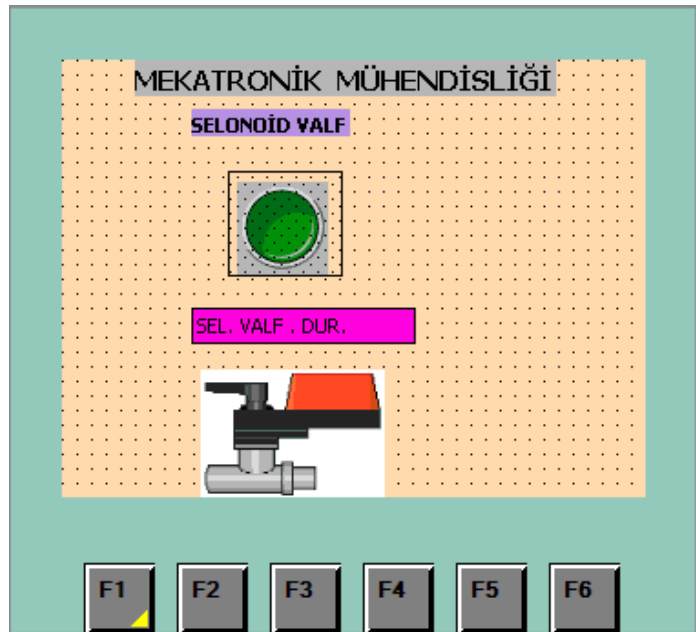 MEKATRONİK MÜHENDİSLİĞİ
SELONOİD VALF
SEL. VALF . DUR.
F1 F2 F3 F4 F5 F6